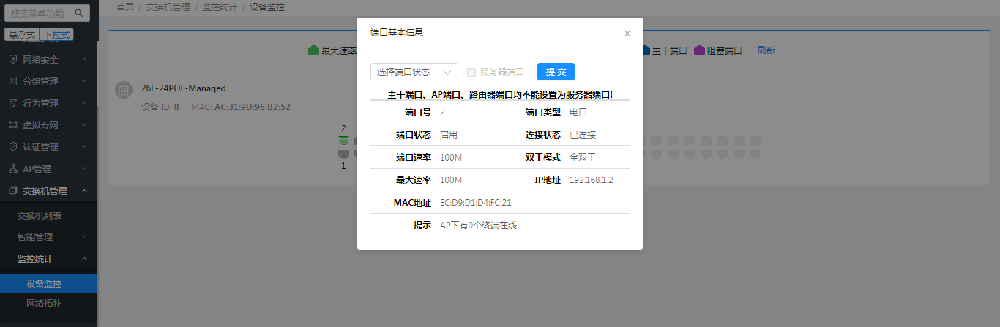 搜索菜单功能
悬浮式 下拉式
网络安全
分组管理
行为管理
虚拟专网
认证管理
AP管理
交换机管理
交换机列表
智能管理
监控统计
设备监控
网络拓扑
首页 / 交换机管理 / 监控统计 / 设备监控
最大速率
主干端口 阻塞端口 刷新
26F-24POE-Managed
设备 ID: 8 MAC: AC:31:9D:96:B2:52
2
1
端口基本信息
选择端口状态 服务器端口 提 交
主干端口、AP端口、路由器端口均不能设置为服务器端口!
端口号 2 端口类型 电口
端口状态 启用 连接状态 已连接
端口速率 100M 双工模式 全双工
最大速率 100M IP地址 192.168.1.2
MAC地址 EC:D9:D1:D4:FC:21
提示 AP下有0个终端在线